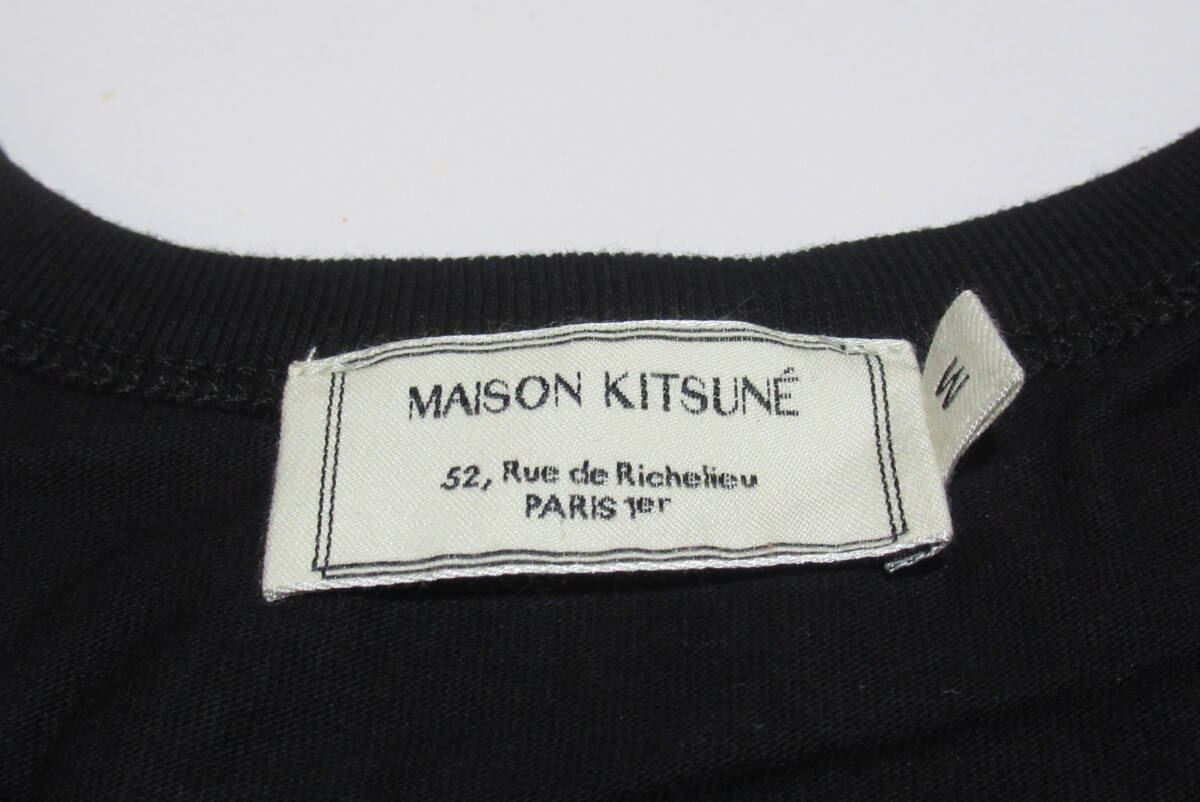 MAISON KITSUNÉ
52, Rue de Richelieu
PARIS 1er
M